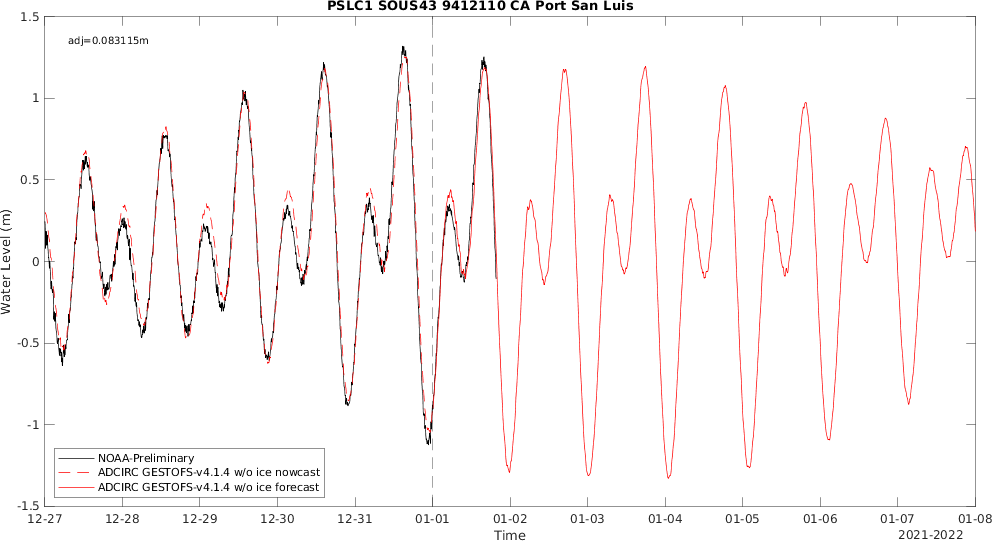 PSLC1 SOUS43 9412110 CA Port San Luis
adj=0.083115m
1.5
1
0.5
0
-0.5
-1
-1.5
Water Level (m)
NOAA-Preliminary
ADCIRC GESTOFS-v4.1.4 w/o ice nowcast
ADCIRC GESTOFS-v4.1.4 w/o ice forecast
12-27 12-28 12-29 12-30 12-31 01-01 01-02 01-03 01-04 01-05 01-06 01-07 01-08
Time
2021-2022